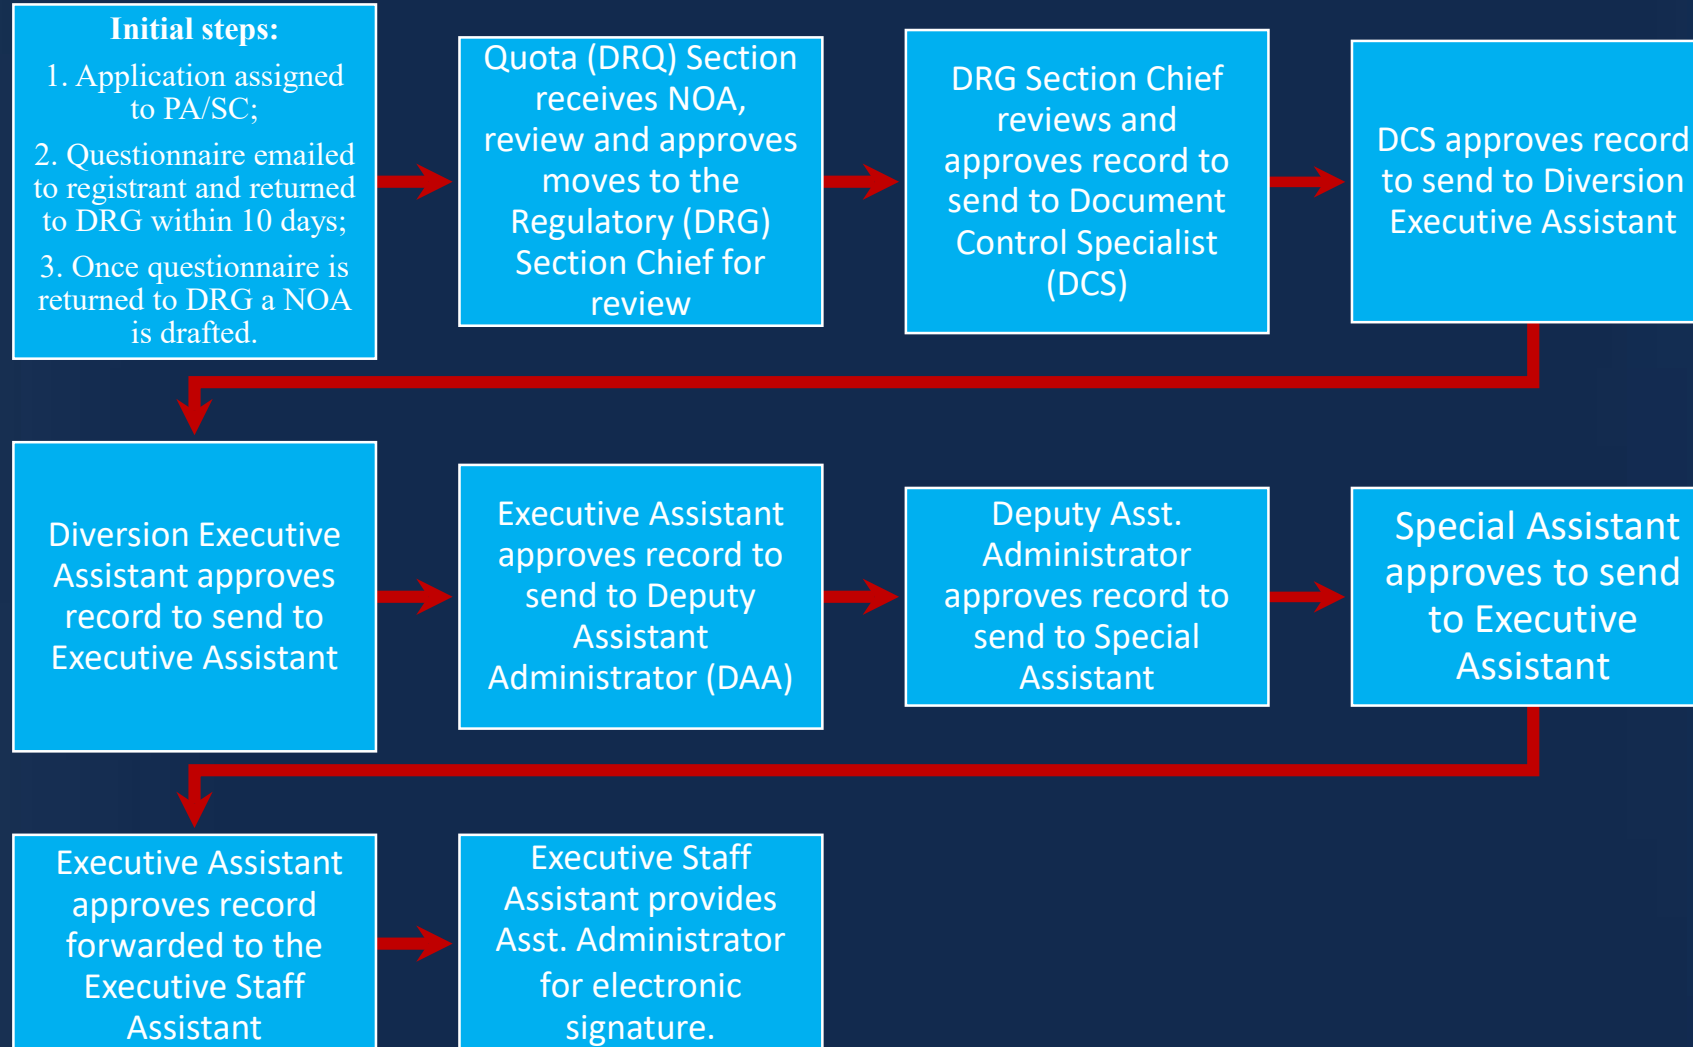 Initial steps:
1. Application assigned
to PA/SC;
2. Questionnaire emailed
to registrant and returned
to DRG within 10 days;
3. Once questionnaire is
returned to DRG a NOA
is drafted.
Quota (DRQ) Section
receives NOA,
review and approves
moves to the
Regulatory (DRG)
Section Chief for
review
DRG Section Chief
reviews and
approves record to
send to Document
Control Specialist
(DCS)
DCS approves record
to send to Diversion
Executive Assistant
Diversion Executive
Assistant approves
record to send to
Executive Assistant
Executive Assistant
approves record to
send to Deputy
Assistant
Administrator (DAA)
Deputy Asst.
Administrator
approves record to
send to Special
Assistant
Special Assistant
approves to send
to Executive
Assistant
Executive Assistant
approves record
forwarded to the
Executive Staff
Assistant
Executive Staff
Assistant provides
Asst. Administrator
for electronic
signature.